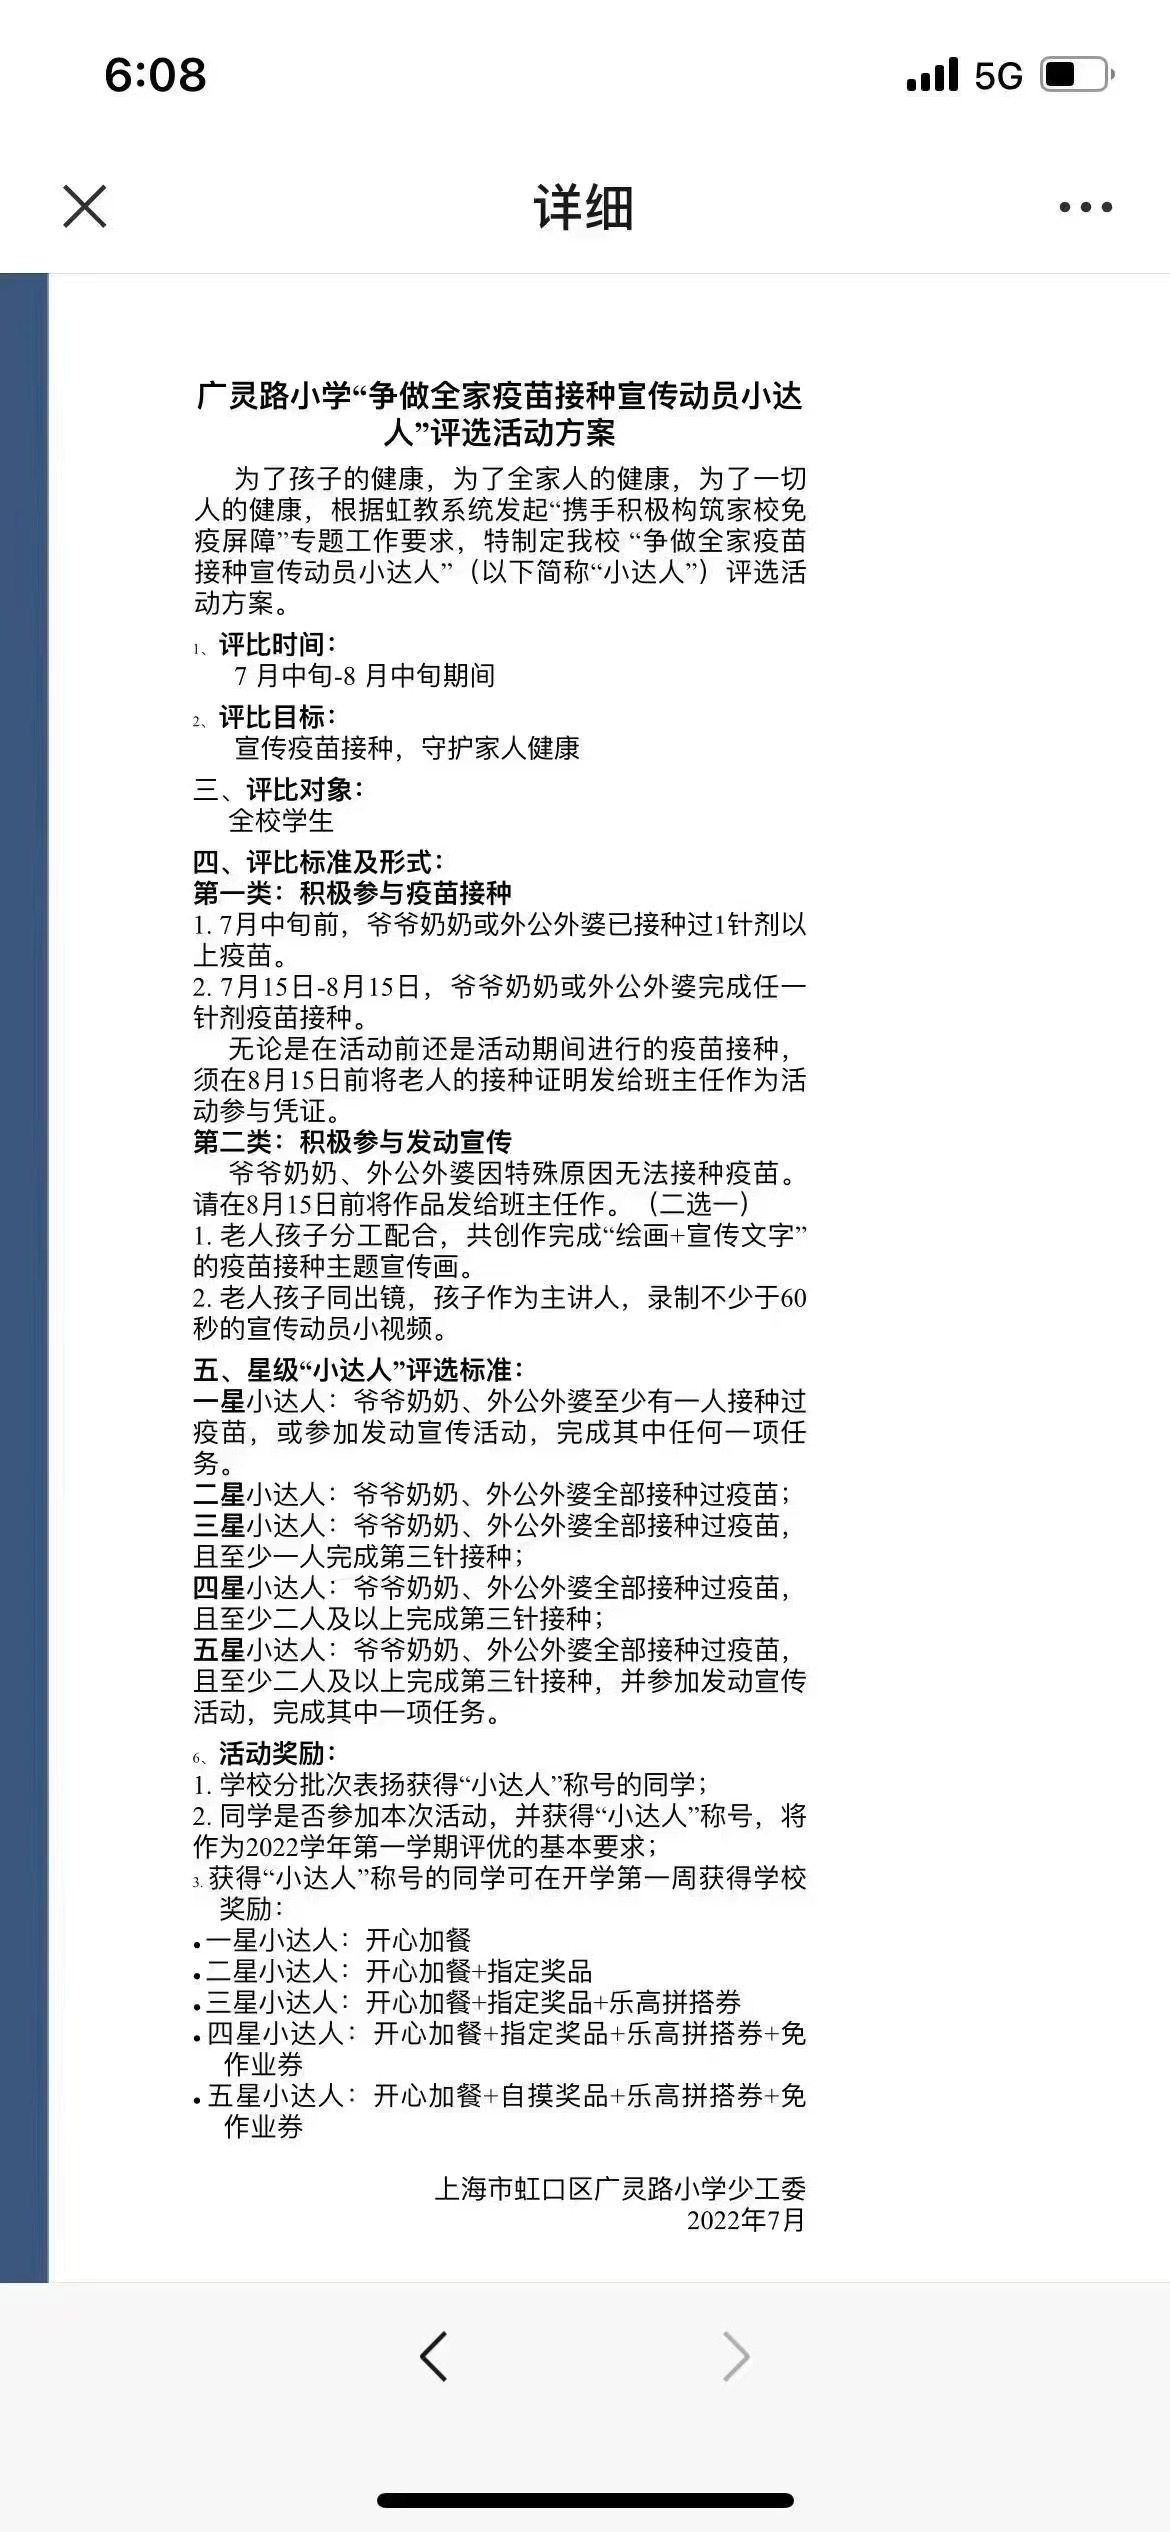 6:08
5G
详细
广灵路小学“争做全家疫苗接种宣传动员小达
人”评选活动方案
为了孩子的健康，为了全家人的健康，为了一切
人的健康，根据虹教系统发起“携手积极构筑家校免
疫屏障”专题工作要求，特制定我校 “争做全家疫苗
接种宣传动员小达人”（以下简称“小达人”）评选活
动方案。
1、评比时间：
7 月中旬-8 月中旬期间
2、评比目标：
宣传疫苗接种，守护家人健康
三、评比对象：
全校学生
四、评比标准及形式：
第一类：积极参与疫苗接种
1. 7月中旬前，爷爷奶奶或外公外婆已接种过1针剂以
上疫苗。
2. 7月15日-8月15日，爷爷奶奶或外公外婆完成任一
针剂疫苗接种。
无论是在活动前还是活动期间进行的疫苗接种，
须在8月15日前将老人的接种证明发给班主任作为活
动参与凭证。
第二类：积极参与发动宣传
爷爷奶奶、外公外婆因特殊原因无法接种疫苗。
请在8月15日前将作品发给班主任作。（二选一）
1. 老人孩子分工配合，共创作完成“绘画+宣传文字”
的疫苗接种主题宣传画。
2. 老人孩子同出镜，孩子作为主讲人，录制不少于60
秒的宣传动员小视频。
五、星级“小达人”评选标准：
一星小达人：爷爷奶奶、外公外婆至少有一人接种过
疫苗，或参加发动宣传活动，完成其中任何一项任
务。
二星小达人：爷爷奶奶、外公外婆全部接种过疫苗；
三星小达人：爷爷奶奶、外公外婆全部接种过疫苗，
且至少一人完成第三针接种；
四星小达人：爷爷奶奶、外公外婆全部接种过疫苗，
且至少二人及以上完成第三针接种；
五星小达人：爷爷奶奶、外公外婆全部接种过疫苗，
且至少二人及以上完成第三针接种，并参加发动宣传
活动，完成其中一项任务。
6、活动奖励：
1. 学校分批次表扬获得“小达人”称号的同学；
2. 同学是否参加本次活动，并获得“小达人”称号，将
作为2022学年第一学期评优的基本要求；
3. 获得“小达人”称号的同学可在开学第一周获得学校
奖励：
•一星小达人：开心加餐
•二星小达人：开心加餐+指定奖品
•三星小达人：开心加餐+指定奖品+乐高拼搭券
•四星小达人：开心加餐+指定奖品+乐高拼搭券+免
作业券
•五星小达人：开心加餐+自摸奖品+乐高拼搭券+免
作业券
上海市虹口区广灵路小学少工委
2022年7月